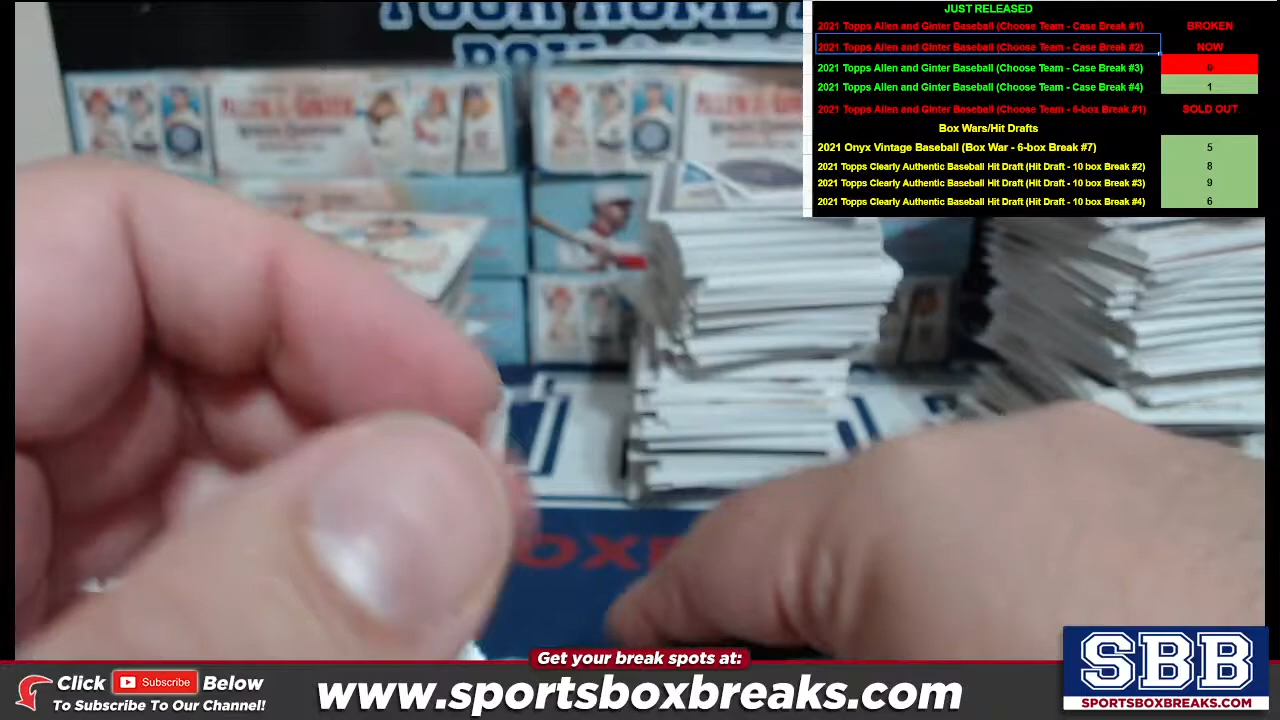 JUST RELEASED
2021 Topps Allen and Ginter Baseball (Choose Team - Case Break #1) BROKEN
2021 Topps Allen and Ginter Baseball (Choose Team - Case Break #2) NOW
2021 Topps Allen and Ginter Baseball (Choose Team - Case Break #3) 0
2021 Topps Allen and Ginter Baseball (Choose Team - Case Break #4) 1
2021 Topps Allen and Ginter Baseball (Choose Team - 6-box Break #1) SOLD OUT
Box Wars/Hit Drafts
2021 Onyx Vintage Baseball (Box War - 6-box Break #7) 5
2021 Topps Clearly Authentic Baseball Hit Draft (Hit Draft - 10 box Break #2) 8
2021 Topps Clearly Authentic Baseball Hit Draft (Hit Draft - 10 box Break #3) 9
2021 Topps Clearly Authentic Baseball Hit Draft (Hit Draft - 10 box Break #4) 6
YOUR HOME
Get your break spots at:
Click Subscribe Below
To Subscribe To Our Channel!
www.sportsboxbreaks.com
SBB
SPORTSBOXBREAKS.COM